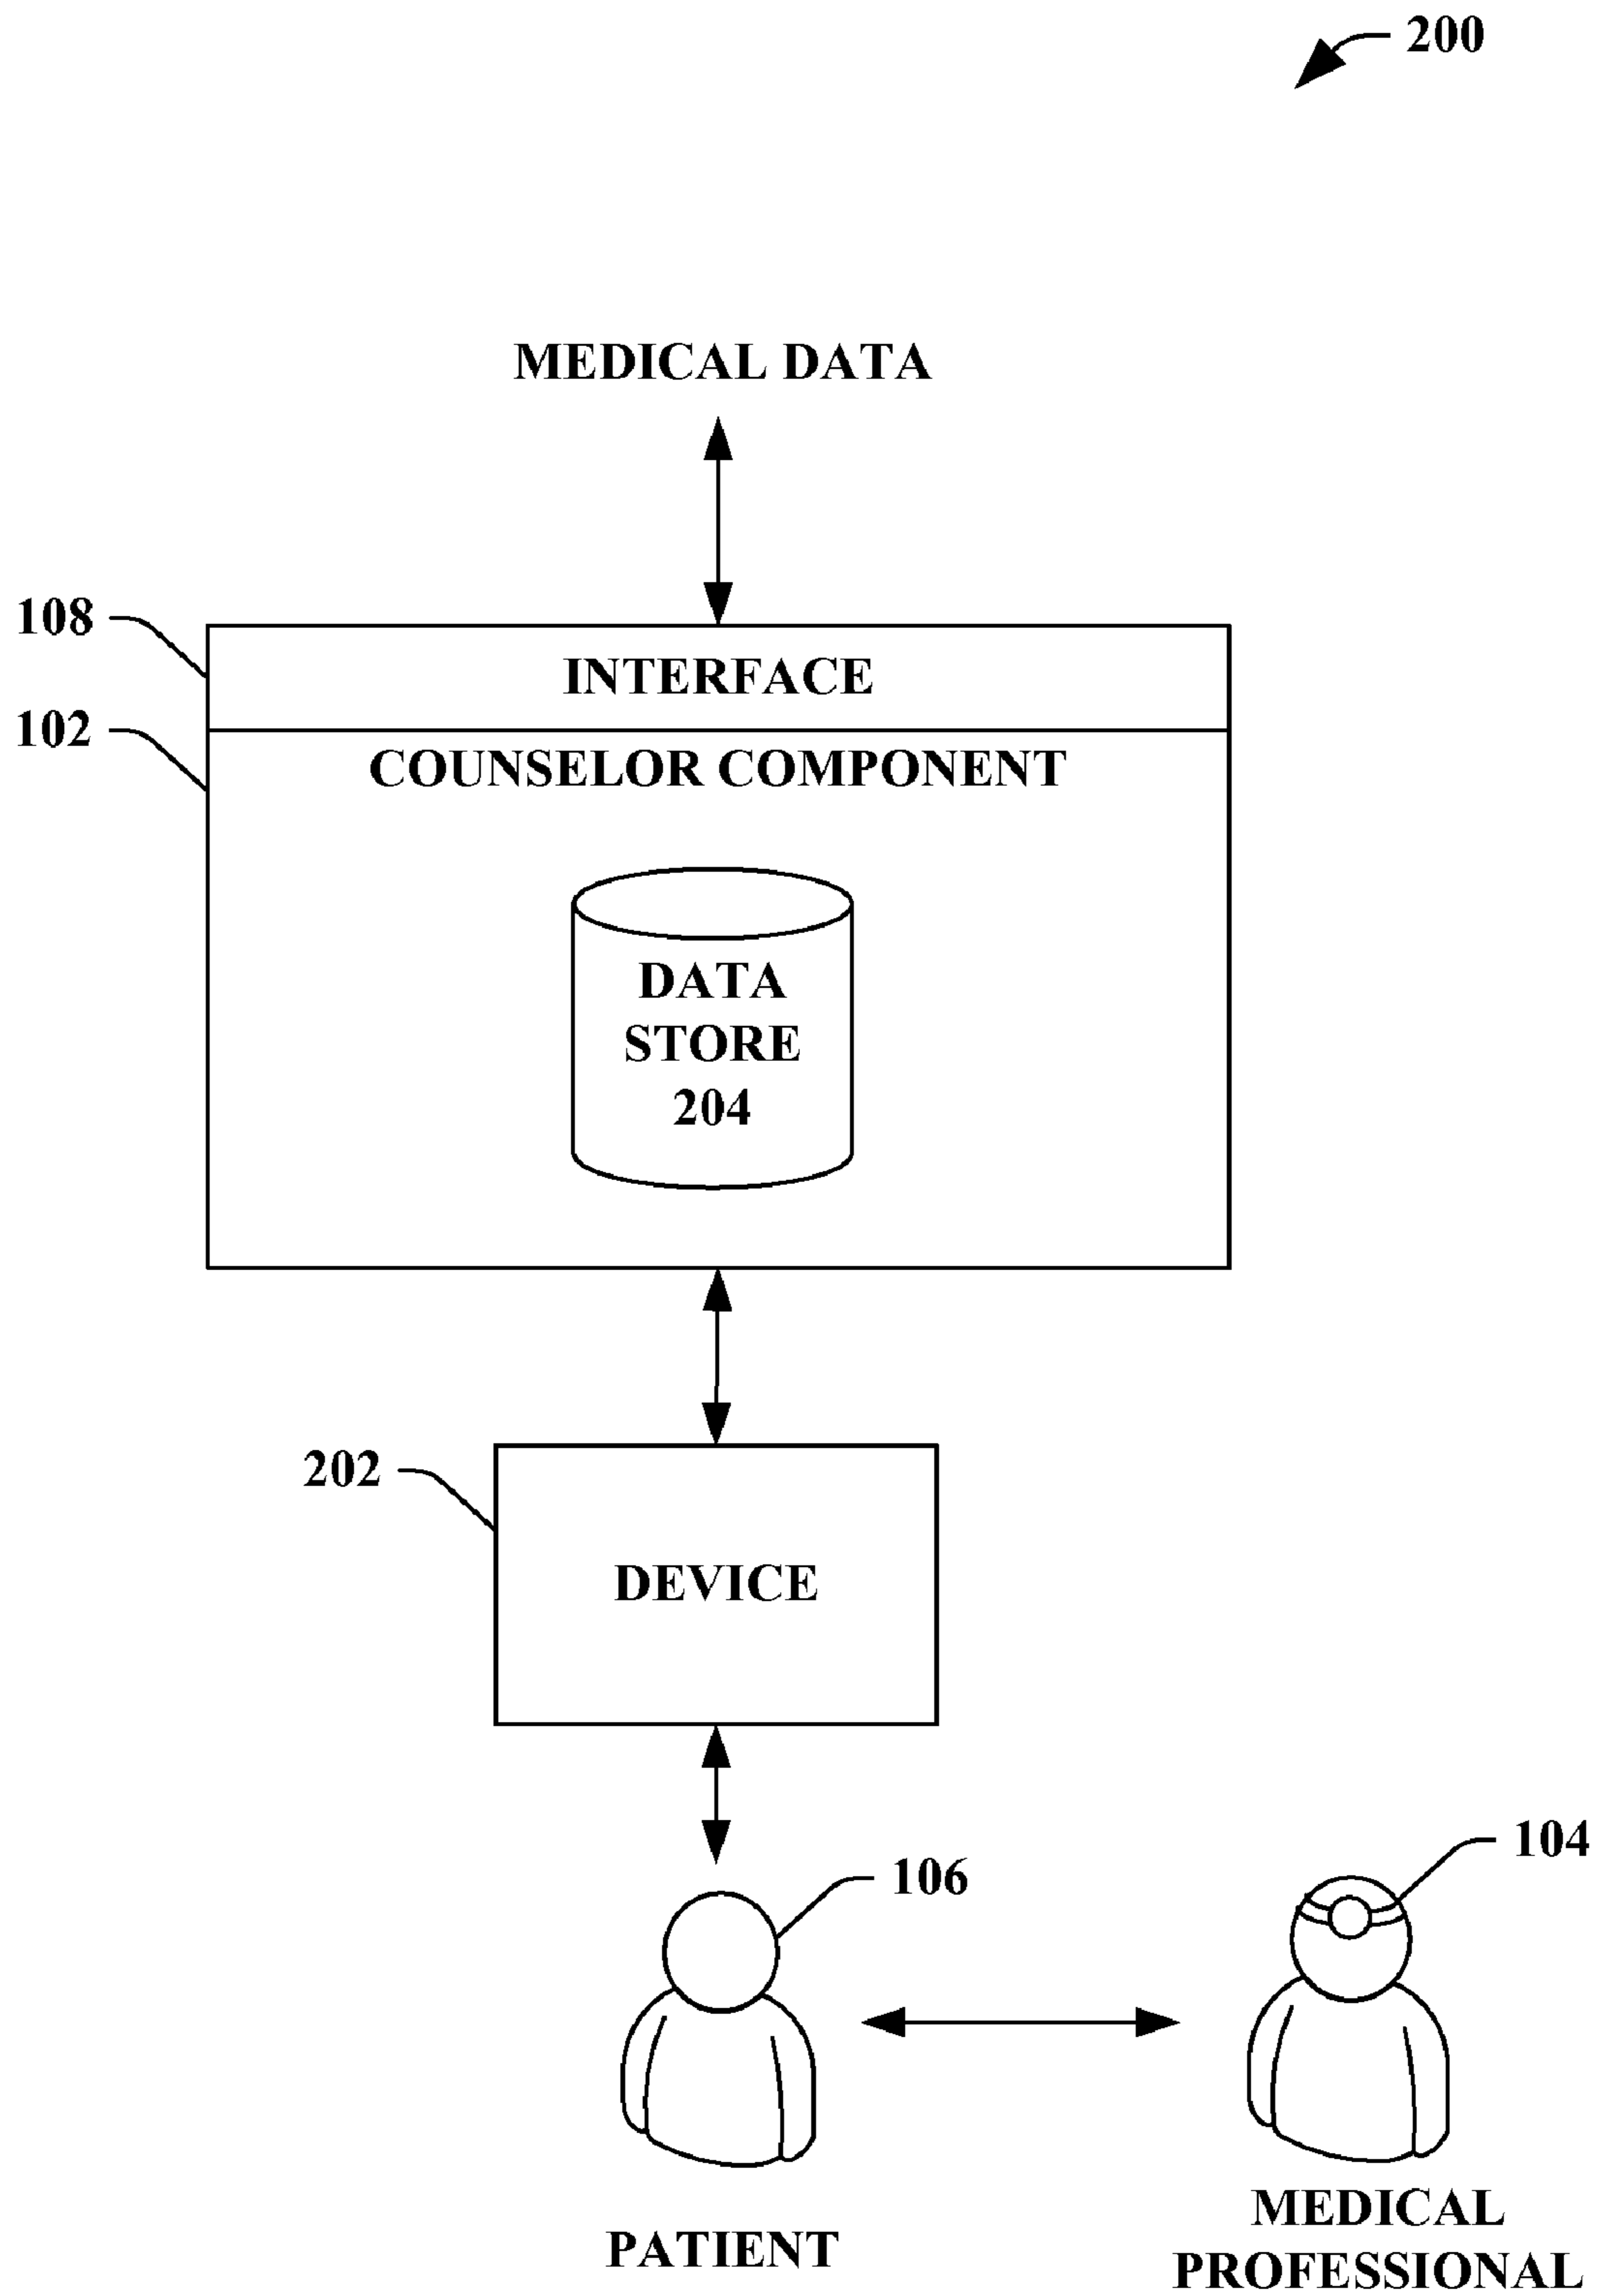 200
MEDICAL DATA
108
INTERFACE
102
COUNSELOR COMPONENT
DATA
STORE
204
202
DEVICE
106
104
PATIENT
MEDICAL
PROFESSIONAL